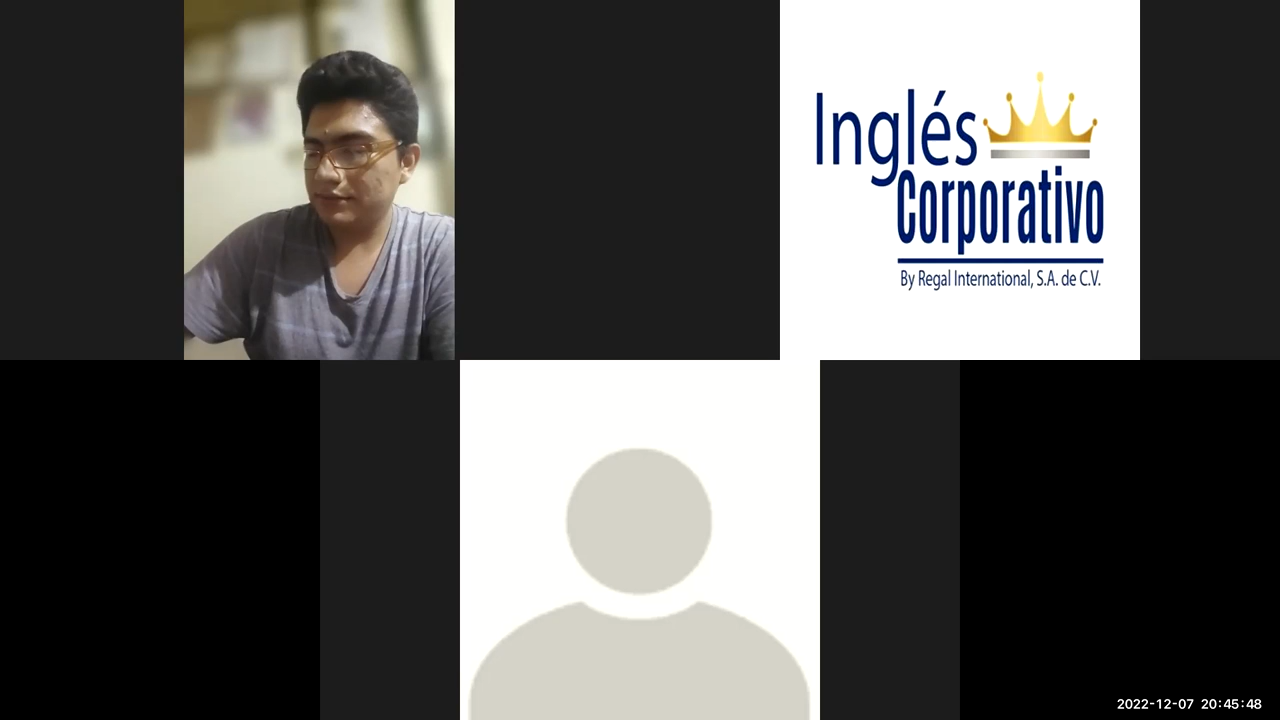 Inglés
Corporativo
By Regal International, S.A. de C.V.
2022-12-07 20:45:48